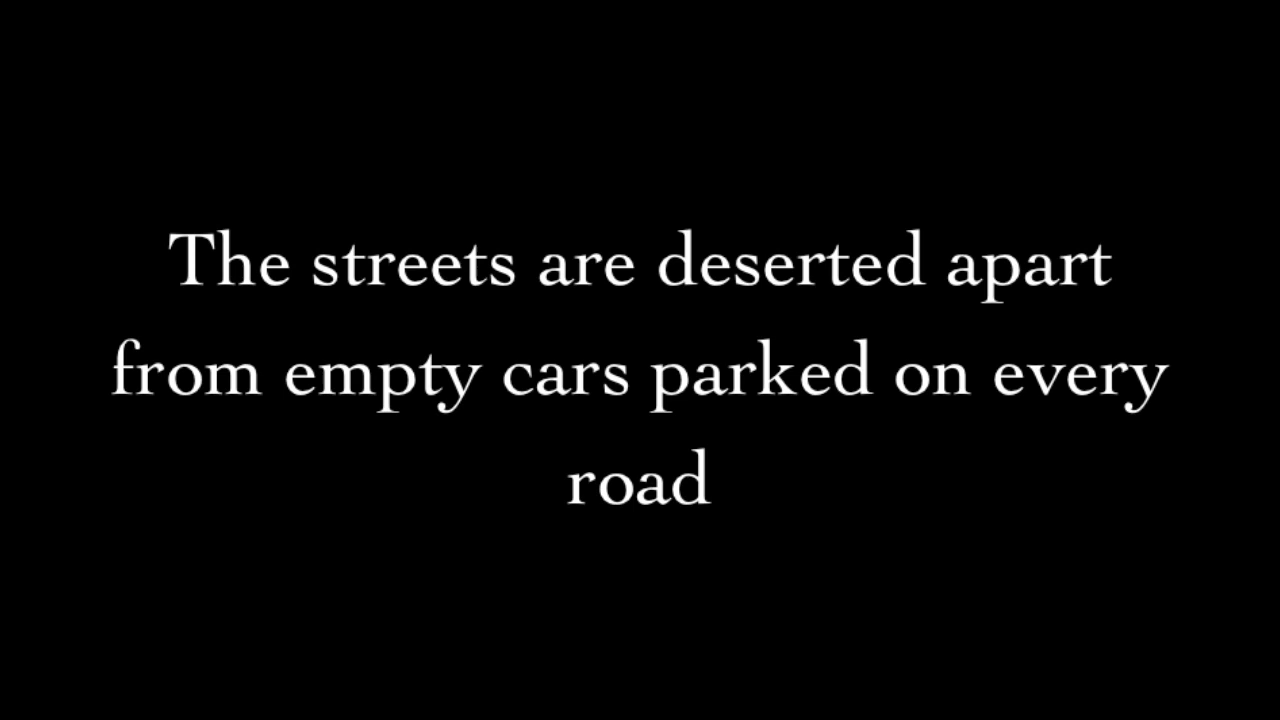 The streets are deserted apart
from empty cars parked on every
road